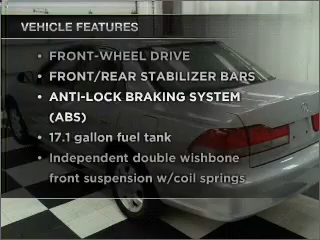 VEHICLE FEATURES
• FRONT-WHEEL DRIVE
• FRONT/REAR STABILIZER BARS
• ANTI-LOCK BRAKING SYSTEM
(ABS)
• 17.1 gallon fuel tank
• Independent double wishbone
front suspension w/coil springs